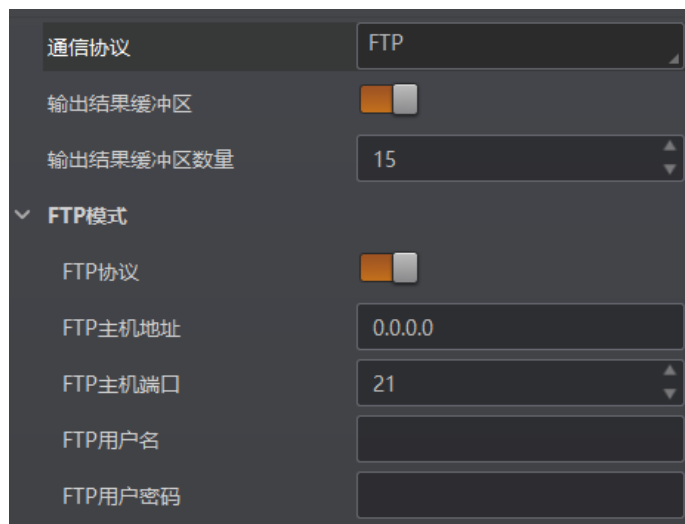 通信协议 FTP
输出结果缓冲区
输出结果缓冲区数量 15
FTP模式
FTP协议
FTP主机地址 0.0.0.0
FTP主机端口 21
FTP用户名
FTP用户密码